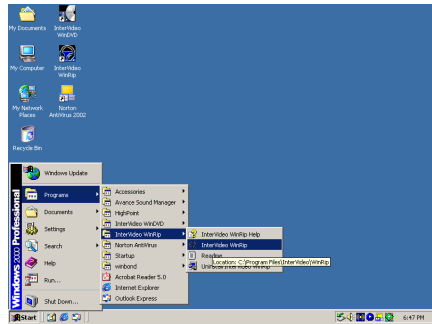 My Documents
InterVideo
WinDVD
My Computer
InterVideo
WinRip
My Network
Places
Norton
AntiVirus 2002
Recycle Bin
Windows 2000 Professional
Windows Update
Programs
Documents
Settings
Search
Help
Run...
Shut Down...
Accessories
Avance Sound Manager
HighPoint
InterVideo WinDVD
InterVideo WinRip
Norton AntiVirus
Startup
winbond
Acrobat Reader 5.0
Internet Explorer
Outlook Express
InterVideo WinRip Help
InterVideo WinRip
Readme
Location: C:\Program Files\InterVideo\WinRip
Uninstall InterVideo WinRip
Start
6:47 PM